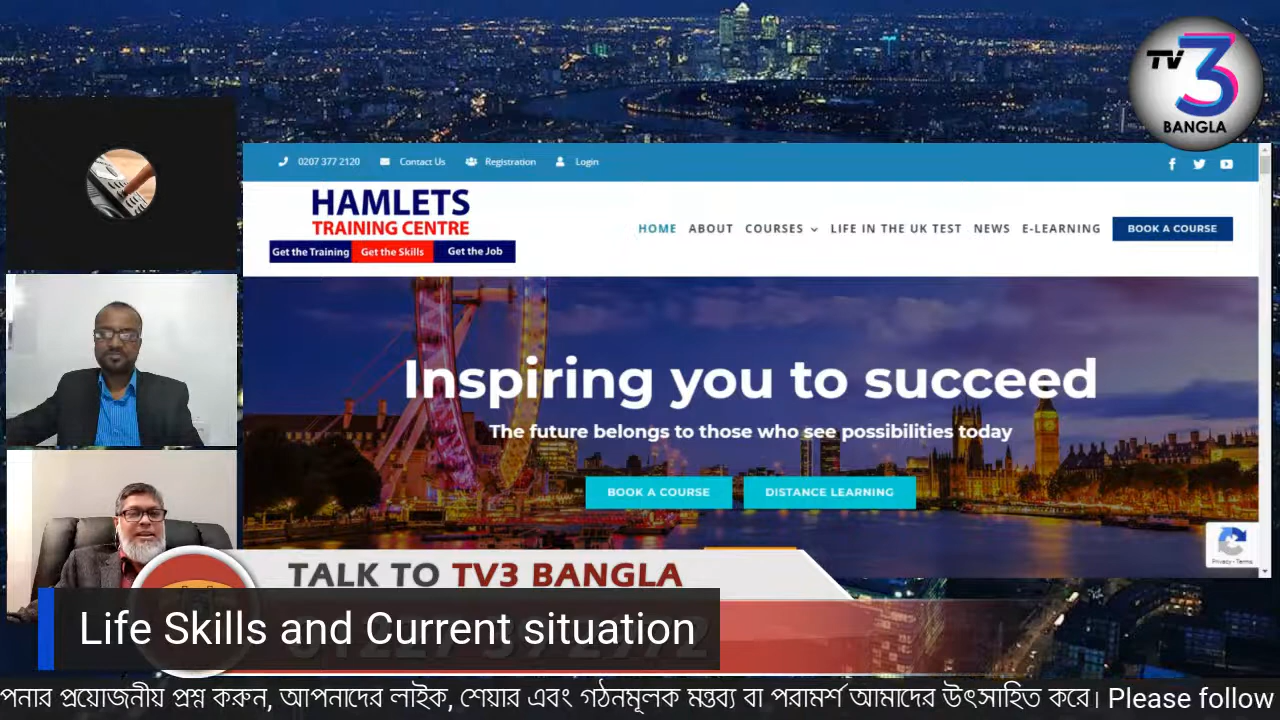 TV3
BANGLA
0207 377 2120 Contact Us Registration Login
HAMLETS
TRAINING CENTRE
Get the Training Get the Skills Get the Job
HOME ABOUT COURSES LIFE IN THE UK TEST NEWS E-LEARNING BOOK A COURSE
Inspiring you to succeed
The future belongs to those who see possibilities today
BOOK A COURSE DISTANCE LEARNING
Privacy - Terms
TALK TO TV3 BANGLA
Life Skills and Current situation
পনার প্রয়োজনীয় প্রশ্ন করুন, আপনাদের লাইক, শেয়ার এবং গঠনমূলক মন্তব্য বা পরামর্শ আমাদের উৎসাহিত করে। Please follow